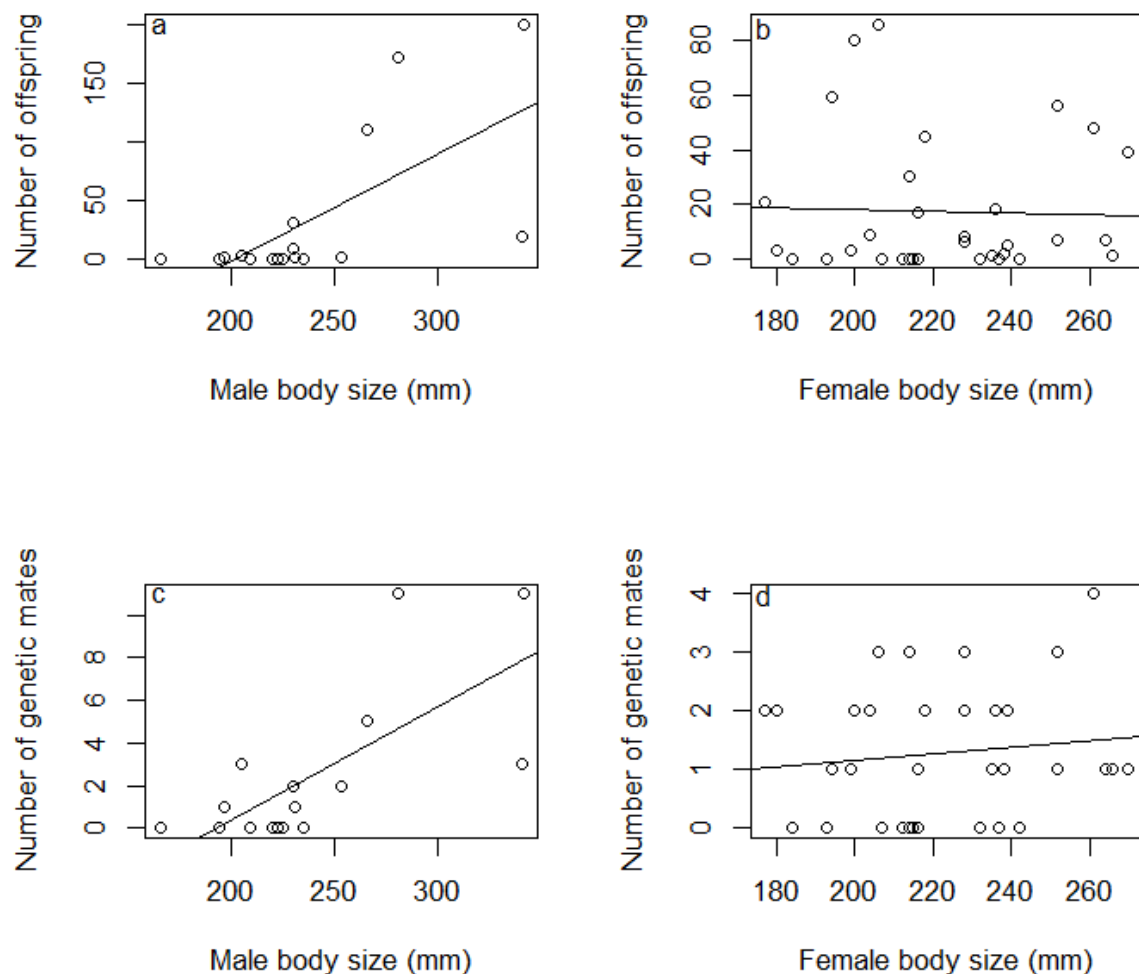 a
Number of offspring
0
50
150
200
250
300
Male body size (mm)
b
Number of offspring
0
20
40
60
80
180
200
220
240
260
Female body size (mm)
c
Number of genetic mates
0
2
4
6
8
200
250
300
Male body size (mm)
d
Number of genetic mates
0
1
2
3
4
180
200
220
240
260
Female body size (mm)